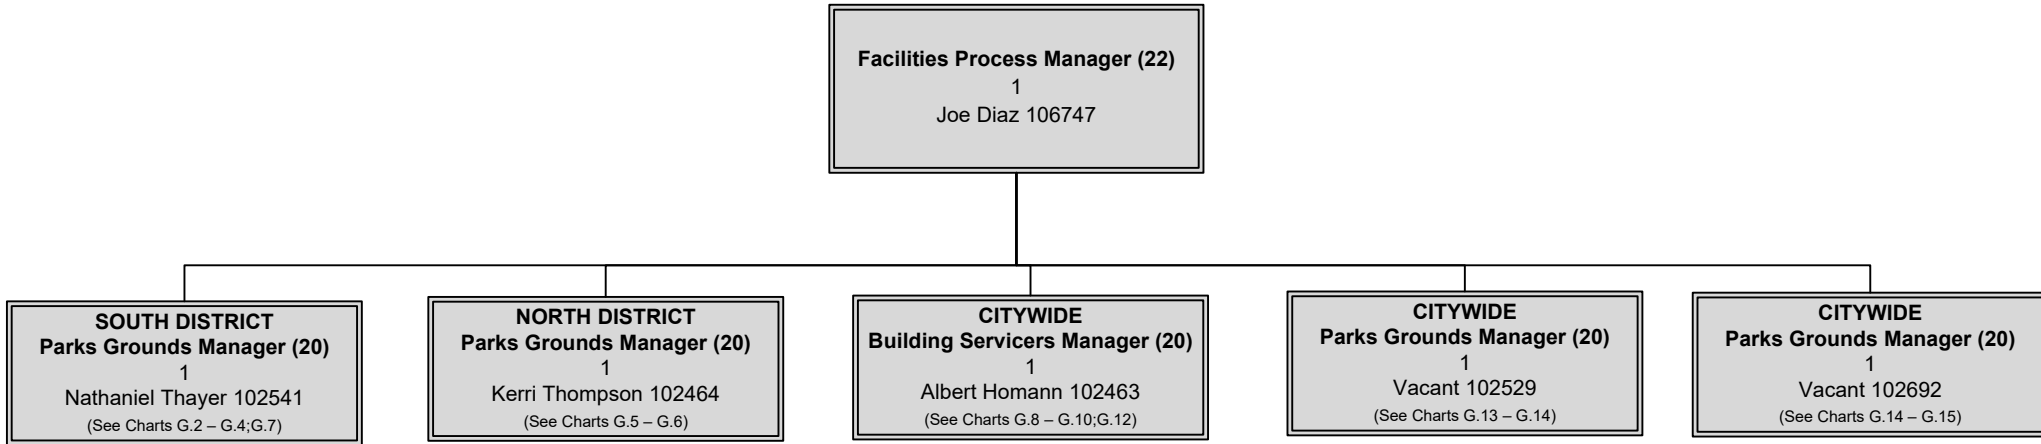 Facilities Process Manager (22)
1
Joe Diaz 106747
SOUTH DISTRICT
Parks Grounds Manager (20)
1
Nathaniel Thayer 102541
(See Charts G.2 – G.4;G.7)
NORTH DISTRICT
Parks Grounds Manager (20)
1
Kerri Thompson 102464
(See Charts G.5 – G.6)
CITYWIDE
Building Servicers Manager (20)
1
Albert Homann 102463
(See Charts G.8 – G.10;G.12)
CITYWIDE
Parks Grounds Manager (20)
1
Vacant 102529
(See Charts G.13 – G.14)
CITYWIDE
Parks Grounds Manager (20)
1
Vacant 102692
(See Charts G.14 – G.15)